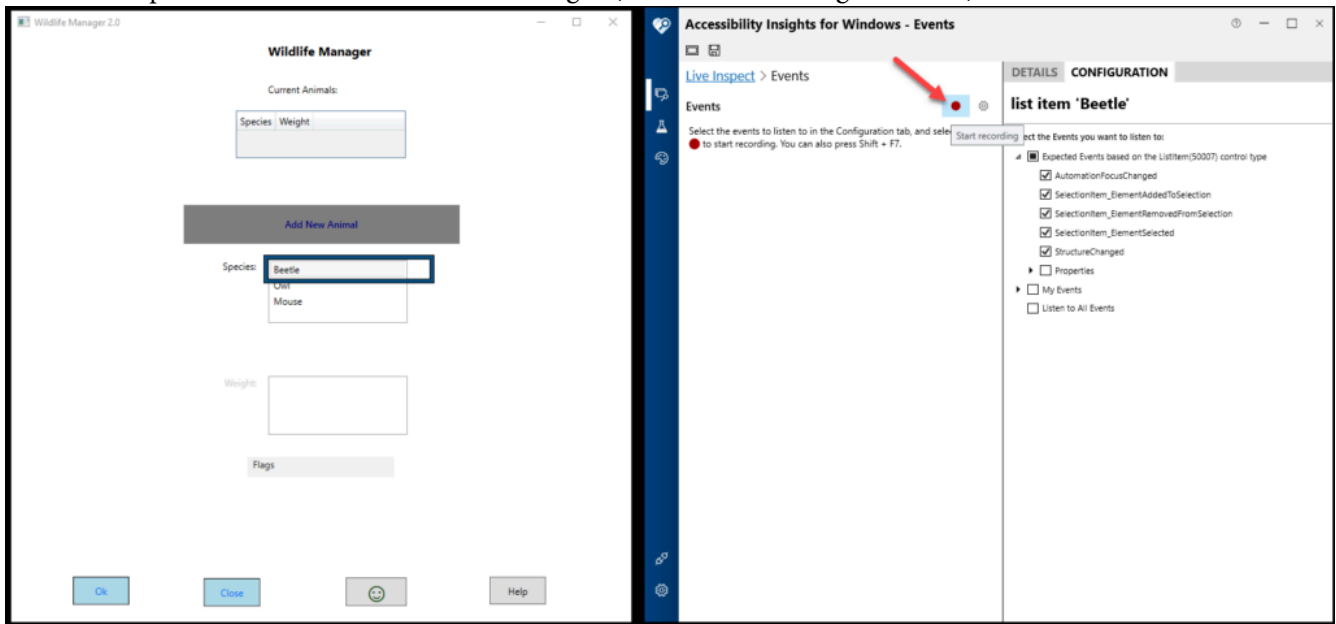 Wildlife Manager 2.0
Wildlife Manager
Current Animals:
Species Weight
Add New Animal
Species:
Beetle
Owl
Mouse
Weight:
Flags
Ok
Close
Help
Accessibility Insights for Windows - Events
Live Inspect > Events
Events
Select the events to listen to in the Configuration tab, and sele
to start recording. You can also press Shift + F7.
Start recording
DETAILS CONFIGURATION
list item 'Beetle'
ect the Events you want to listen to:
Expected Events based on the ListItem(50007) control type
AutomationFocusChanged
SelectionItem_ElementAddedToSelection
SelectionItem_ElementRemovedFromSelection
SelectionItem_ElementSelected
StructureChanged
Properties
My Events
Listen to All Events